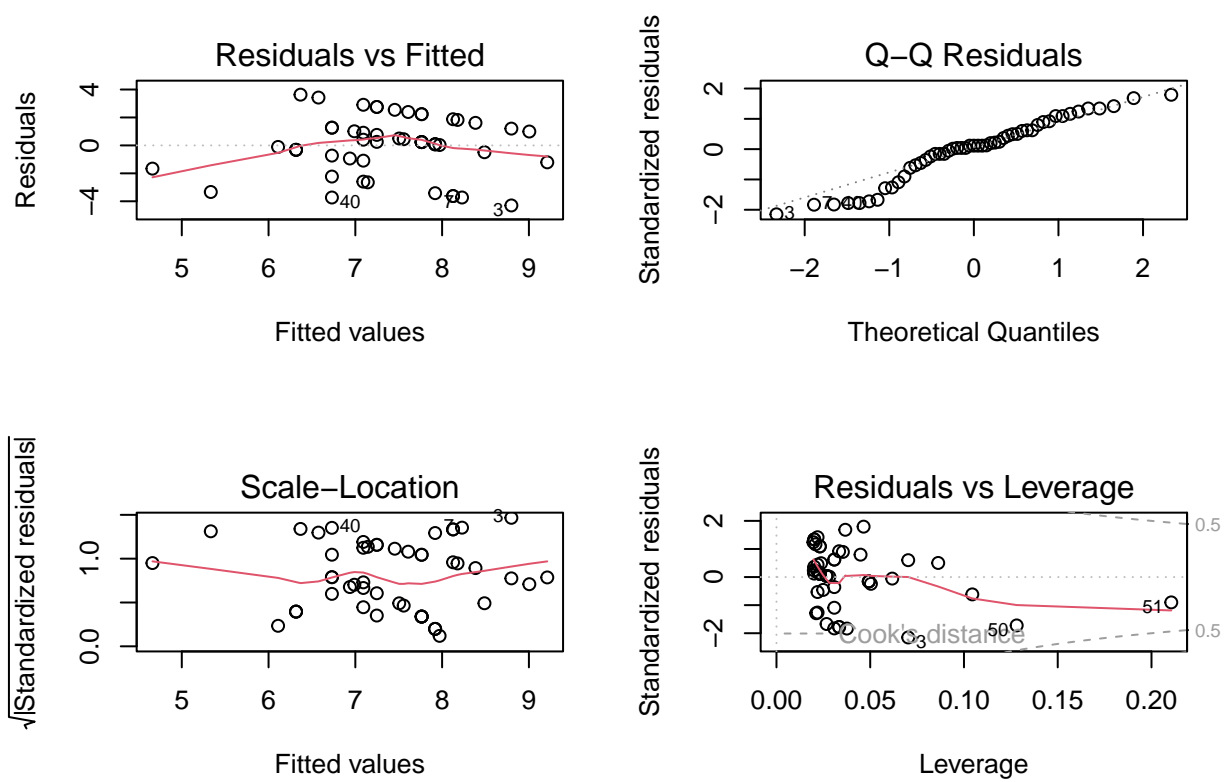 Residuals vs Fitted
Residuals
4
0
−4
40
7
3
5 6 7 8 9
Fitted values
Q−Q Residuals
Standardized residuals
2
0
−2
3
7
−2 −1 0 1 2
Theoretical Quantiles
Scale−Location
√|Standardized residuals|
1.0
0.0
40
7
3
5 6 7 8 9
Fitted values
Residuals vs Leverage
Standardized residuals
2
0
−2
0.5
0.5
51
50
3
Cook's distance
0.00 0.05 0.10 0.15 0.20
Leverage